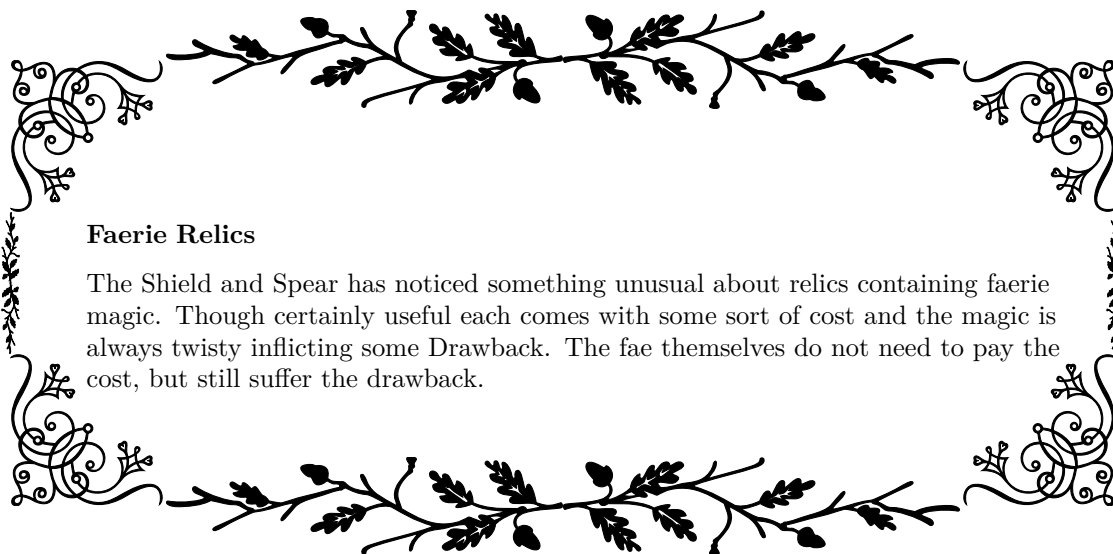 Faerie Relics
The Shield and Spear has noticed something unusual about relics containing faerie
magic. Though certainly useful each comes with some sort of cost and the magic is
always twisty inflicting some Drawback. The fae themselves do not need to pay the
cost, but still suffer the drawback.